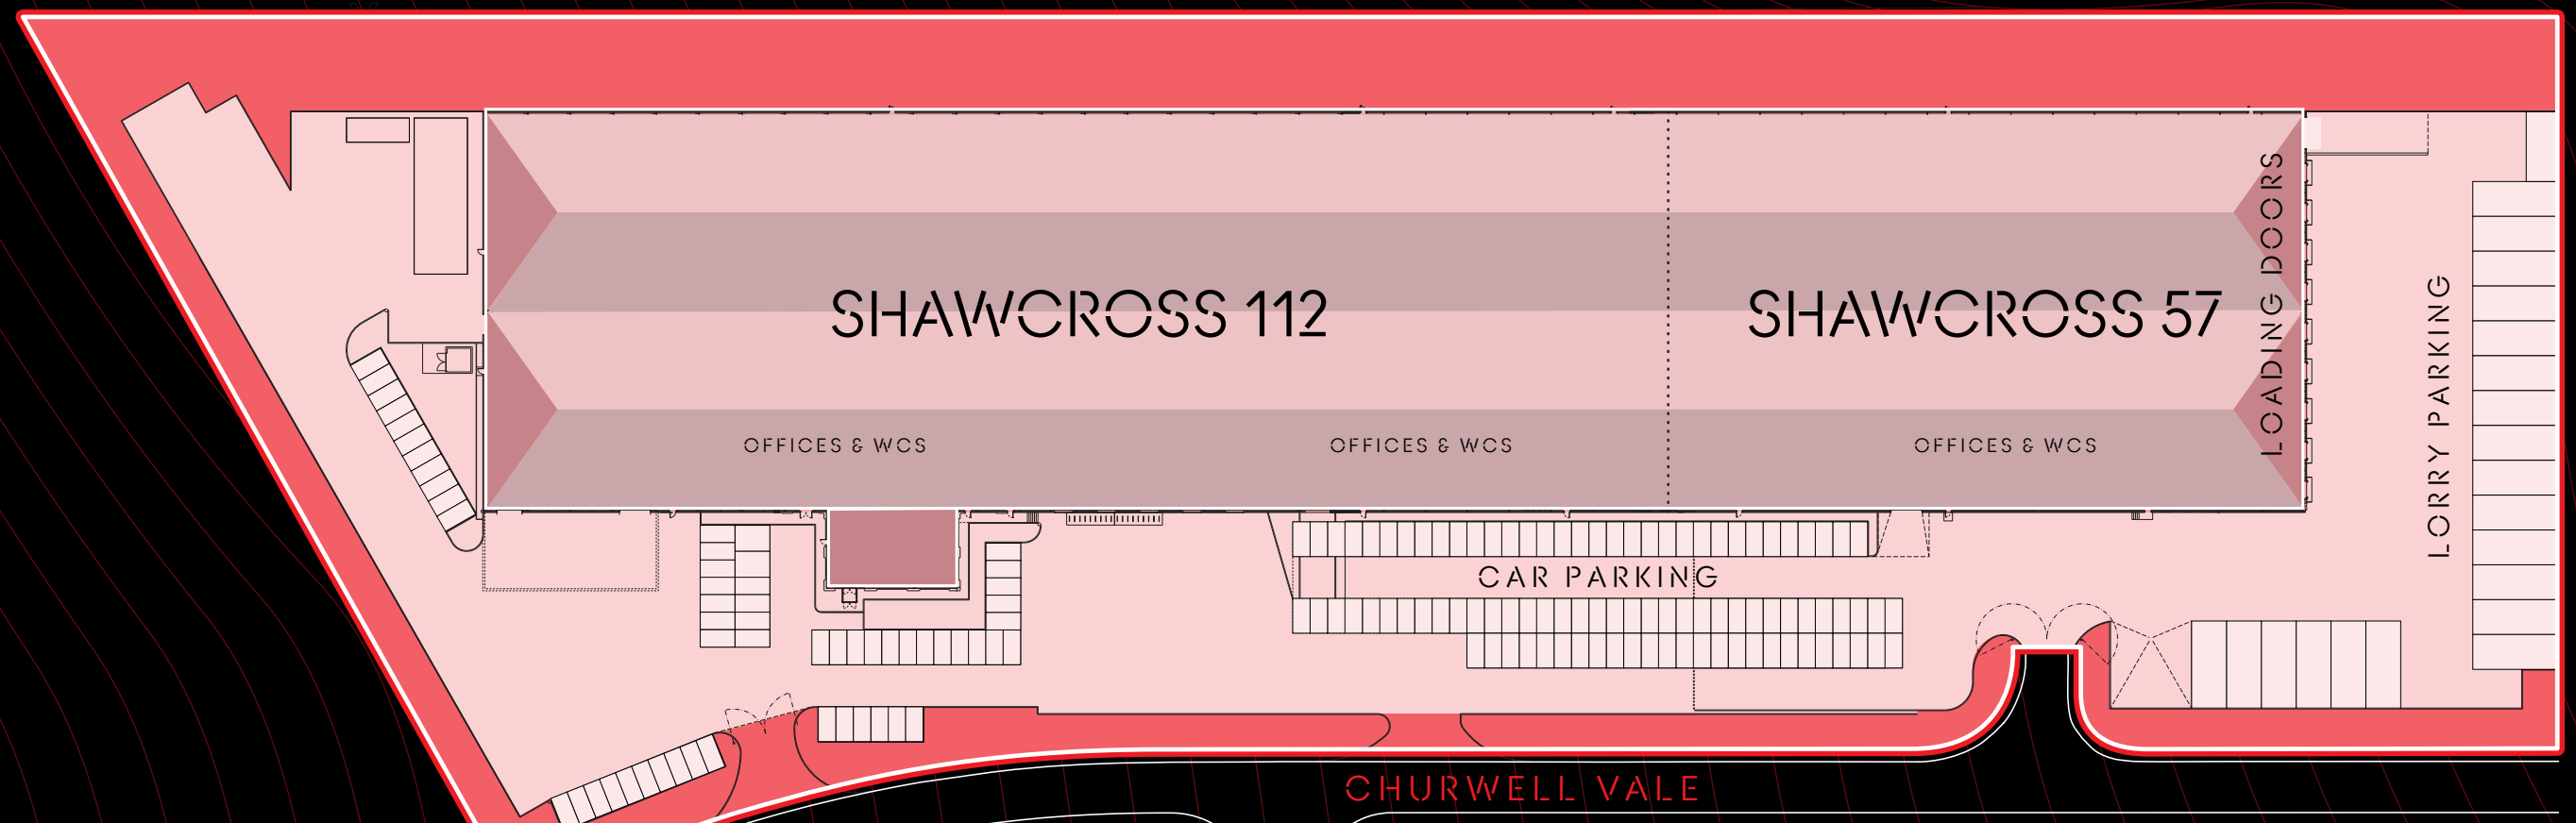 SHAWCROSS 112
SHAWCROSS 57
LOADING DOORS
LORRY PARKING
OFFICES & WCS
OFFICES & WCS
OFFICES & WCS
CAR PARKING
CHURWELL VALE